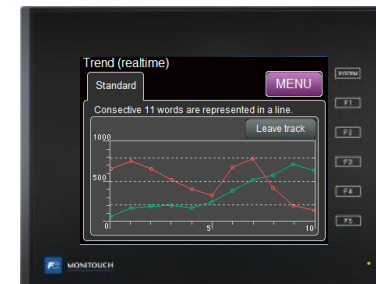 Trend (realtime)
Standard
MENU
SYSTEM
Consective 11 words are represented in a line.
F1
Leave track
F2
1000
F3
500
F4
0
5
10
F5
Fe
MONITOUCH